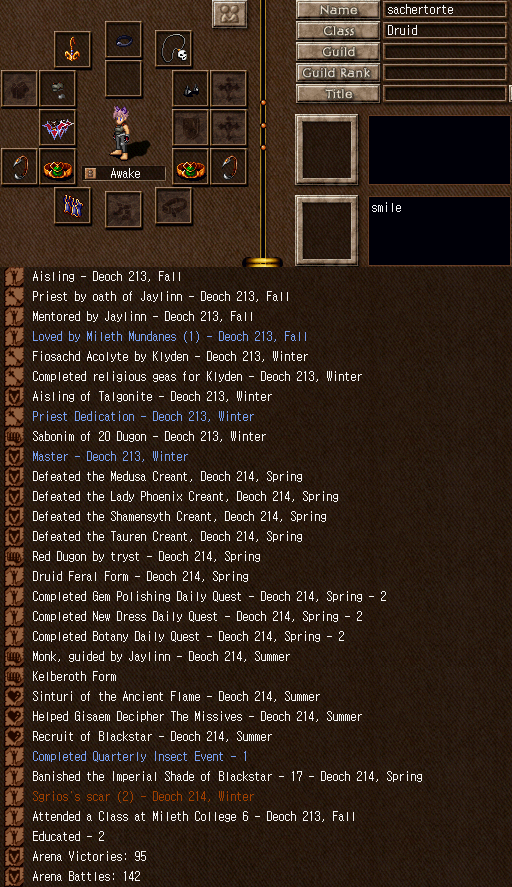 Name sachertorte
Class Druid
Guild
Guild Rank
Title
Awake
smile
Aisling - Deoch 213, Fall
Priest by oath of Jaylinn - Deoch 213, Fall
Mentored by Jaylinn - Deoch 213, Fall
Loved by Mileth Mundanes (1) - Deoch 213, Fall
Fiosachd Acolyte by Klyden - Deoch 213, Winter
Completed religious geas for Klyden - Deoch 213, Winter
Aisling of Talgonite - Deoch 213, Winter
Priest Dedication - Deoch 213, Winter
Sabonim of 20 Dugon - Deoch 213, Winter
Master - Deoch 213, Winter
Defeated the Medusa Creant, Deoch 214, Spring
Defeated the Lady Phoenix Creant, Deoch 214, Spring
Defeated the Shamensyth Creant, Deoch 214, Spring
Defeated the Tauren Creant, Deoch 214, Spring
Red Dugon by tryst - Deoch 214, Spring
Druid Feral Form - Deoch 214, Spring
Completed Gem Polishing Daily Quest - Deoch 214, Spring - 2
Completed New Dress Daily Quest - Deoch 214, Spring - 2
Completed Botany Daily Quest - Deoch 214, Spring - 2
Monk, guided by Jaylinn - Deoch 214, Summer
Kelberoth Form
Sinturi of the Ancient Flame - Deoch 214, Summer
Helped Gisaem Decipher The Missives - Deoch 214, Summer
Recruit of Blackstar - Deoch 214, Summer
Completed Quarterly Insect Event - 1
Banished the Imperial Shade of Blackstar - 17 - Deoch 214, Spring
Sgrios's scar (2) - Deoch 214, Winter
Attended a Class at Mileth College 6 - Deoch 213, Fall
Educated - 2
Arena Victories: 95
Arena Battles: 142